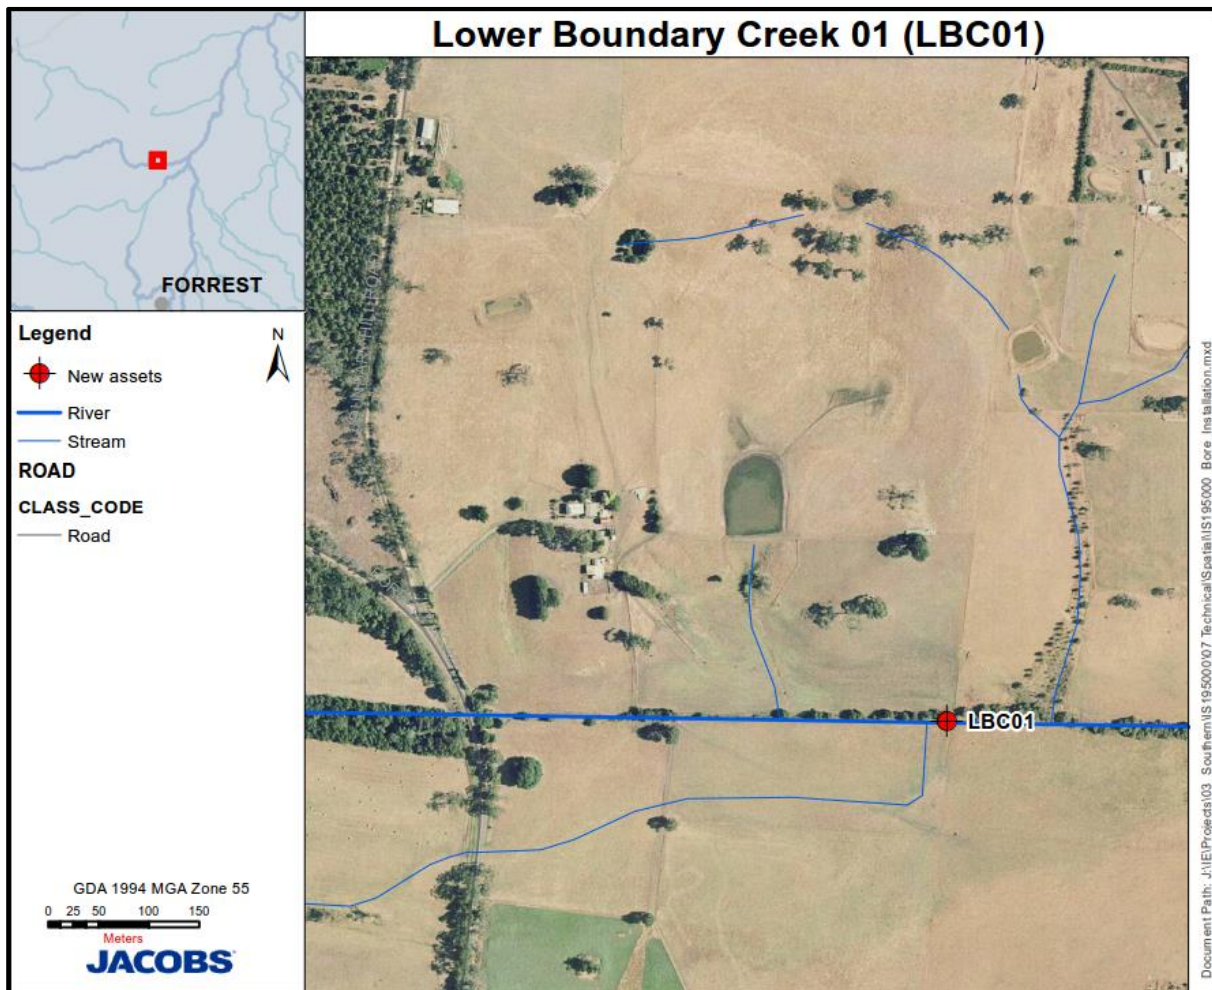 Lower Boundary Creek 01 (LBC01)
FORREST
Legend
N
New assets
River
Stream
ROAD
CLASS_CODE
Road
LBC01
GDA 1994 MGA Zone 55
0 25 50 100 150
Meters
JACOBS
Document Path: J:\IE\Projects\03_Southern\IS195000\07 Technical\Spatial\IS195000_Bore_Installation.mxd